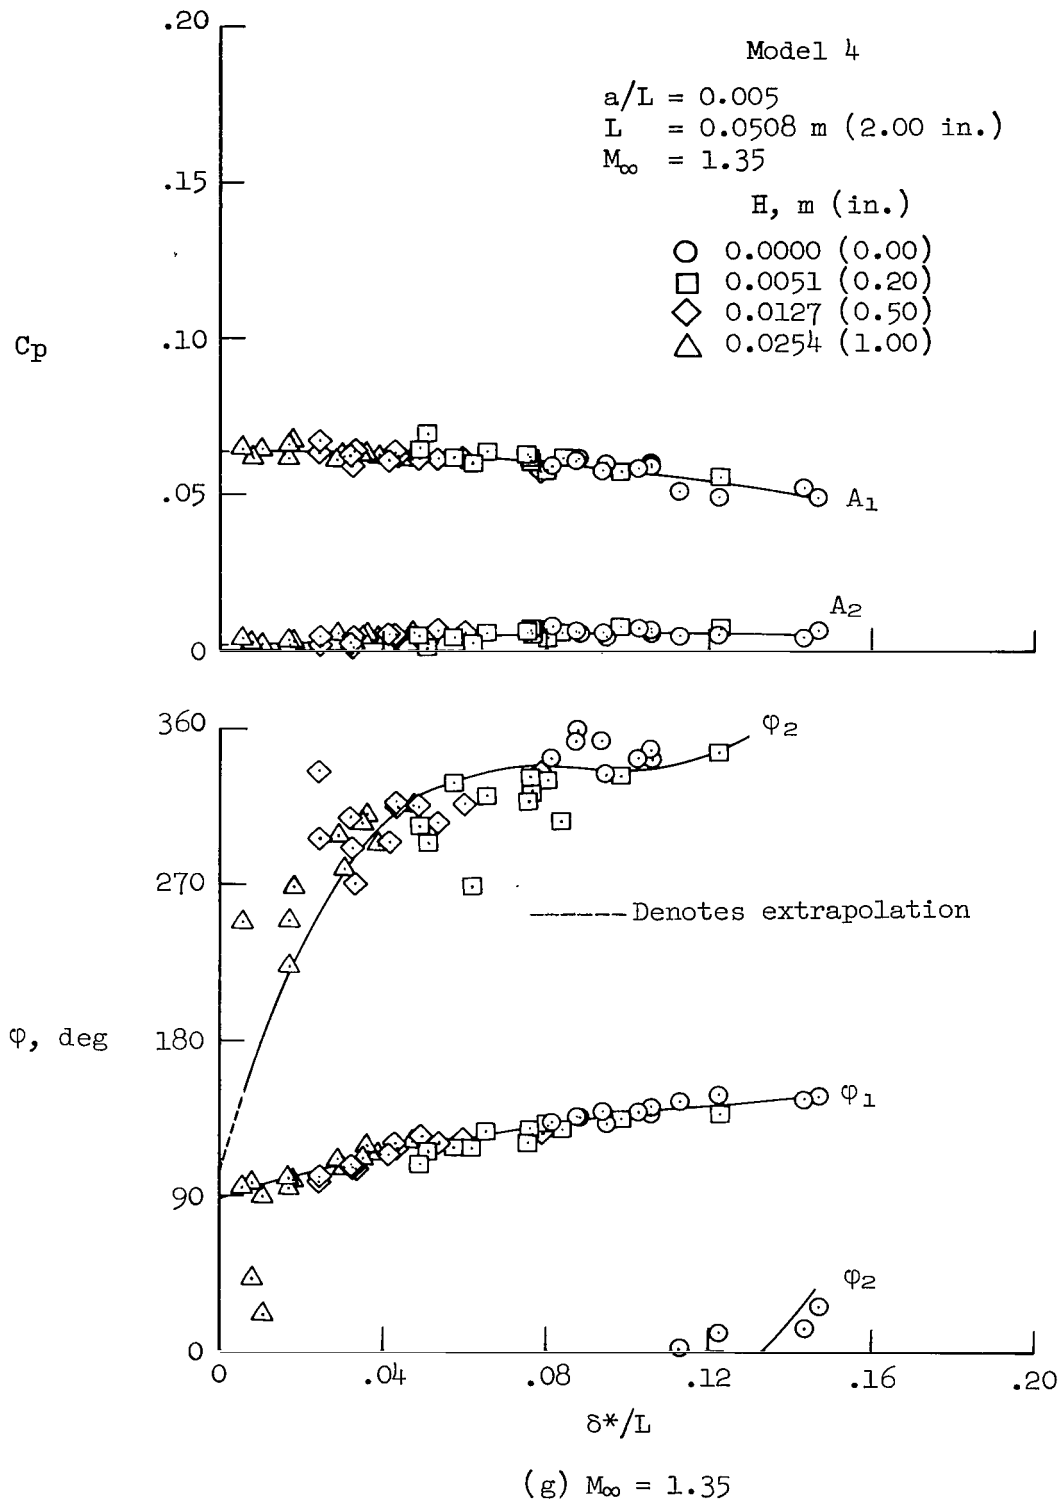 .20
Model 4
a/L = 0.005
L = 0.0508 m (2.00 in.)
M∞ = 1.35
.15
H, m (in.)
0.0000 (0.00)
0.0051 (0.20)
0.0127 (0.50)
0.0254 (1.00)
Cp
.10
.05
A1
A2
0
360
φ2
270
Denotes extrapolation
φ, deg
180
φ1
90
φ2
0
0 .04 .08 .12 .16 .20
δ*/L
(g) M∞ = 1.35